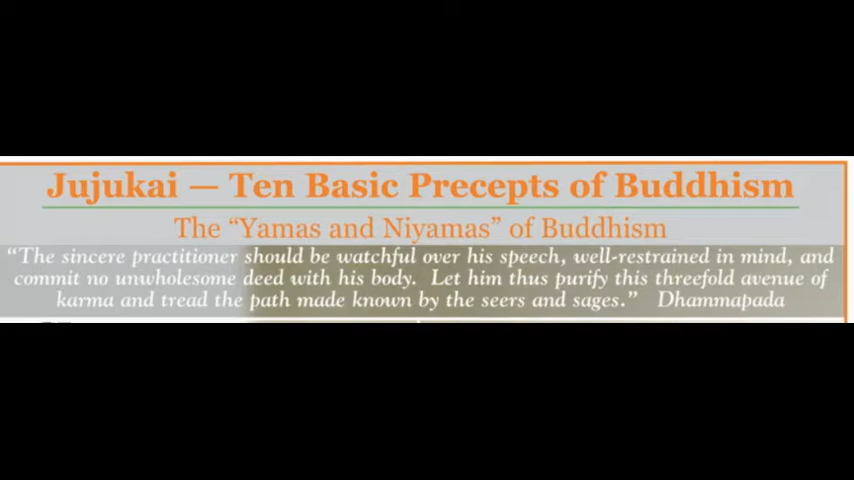 Jujukai — Ten Basic Precepts of Buddhism
The “Yamas and Niyamas” of Buddhism
“The sincere practitioner should be watchful over his speech, well-restrained in mind, and
commit no unwholesome deed with his body. Let him thus purify this threefold avenue of
karma and tread the path made known by the seers and sages.” Dhammapada